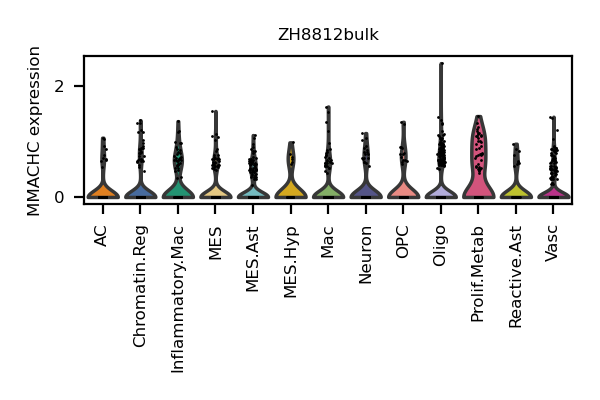 ZH8812bulk
MMACHC expression
2
0
AC
Chromatin.Reg
Inflammatory.Mac
MES
MES.Ast
MES.Hyp
Mac
Neuron
OPC
Oligo
Prolif.Metab
Reactive.Ast
Vasc